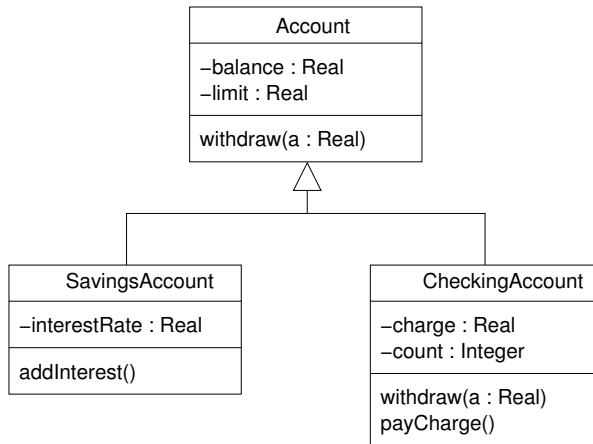 Account
–balance : Real
–limit : Real
withdraw(a : Real)
SavingsAccount
–interestRate : Real
addInterest()
CheckingAccount
–charge : Real
–count : Integer
withdraw(a : Real)
payCharge()